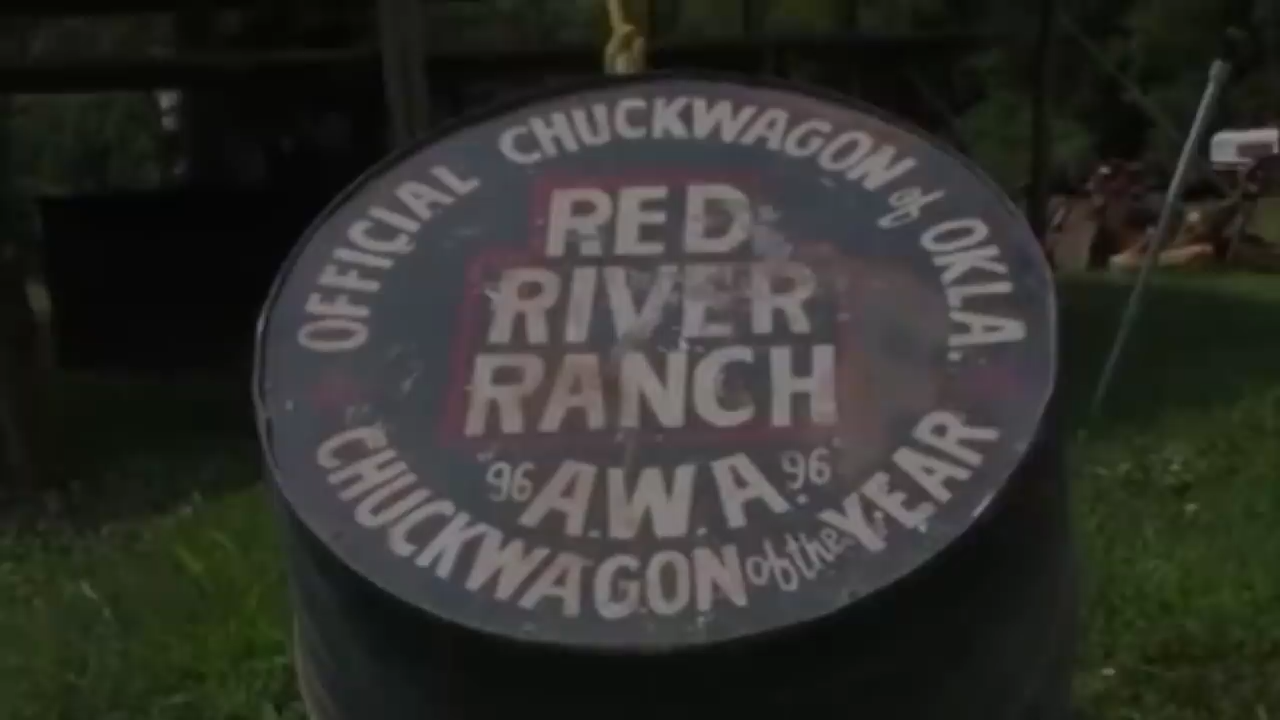 OFFICIAL CHUCKWAGON of OKLA.
RED
RIVER
RANCH
'96 A.W.A. '96
CHUCKWAGON of the YEAR